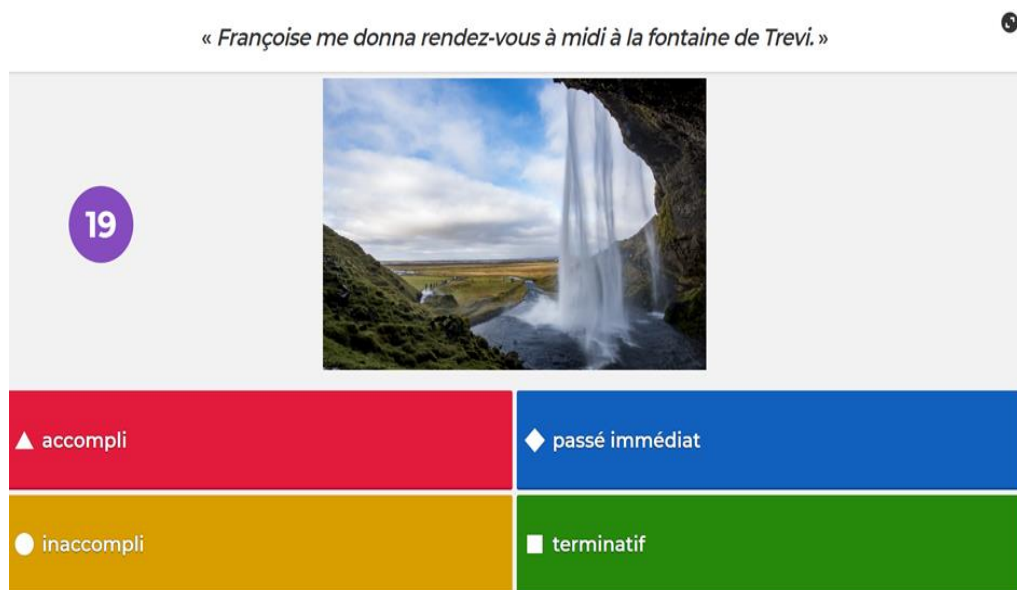 « Françoise me donna rendez-vous à midi à la fontaine de Trevi. »
19
accompli
passé immédiat
inaccompli
terminatif